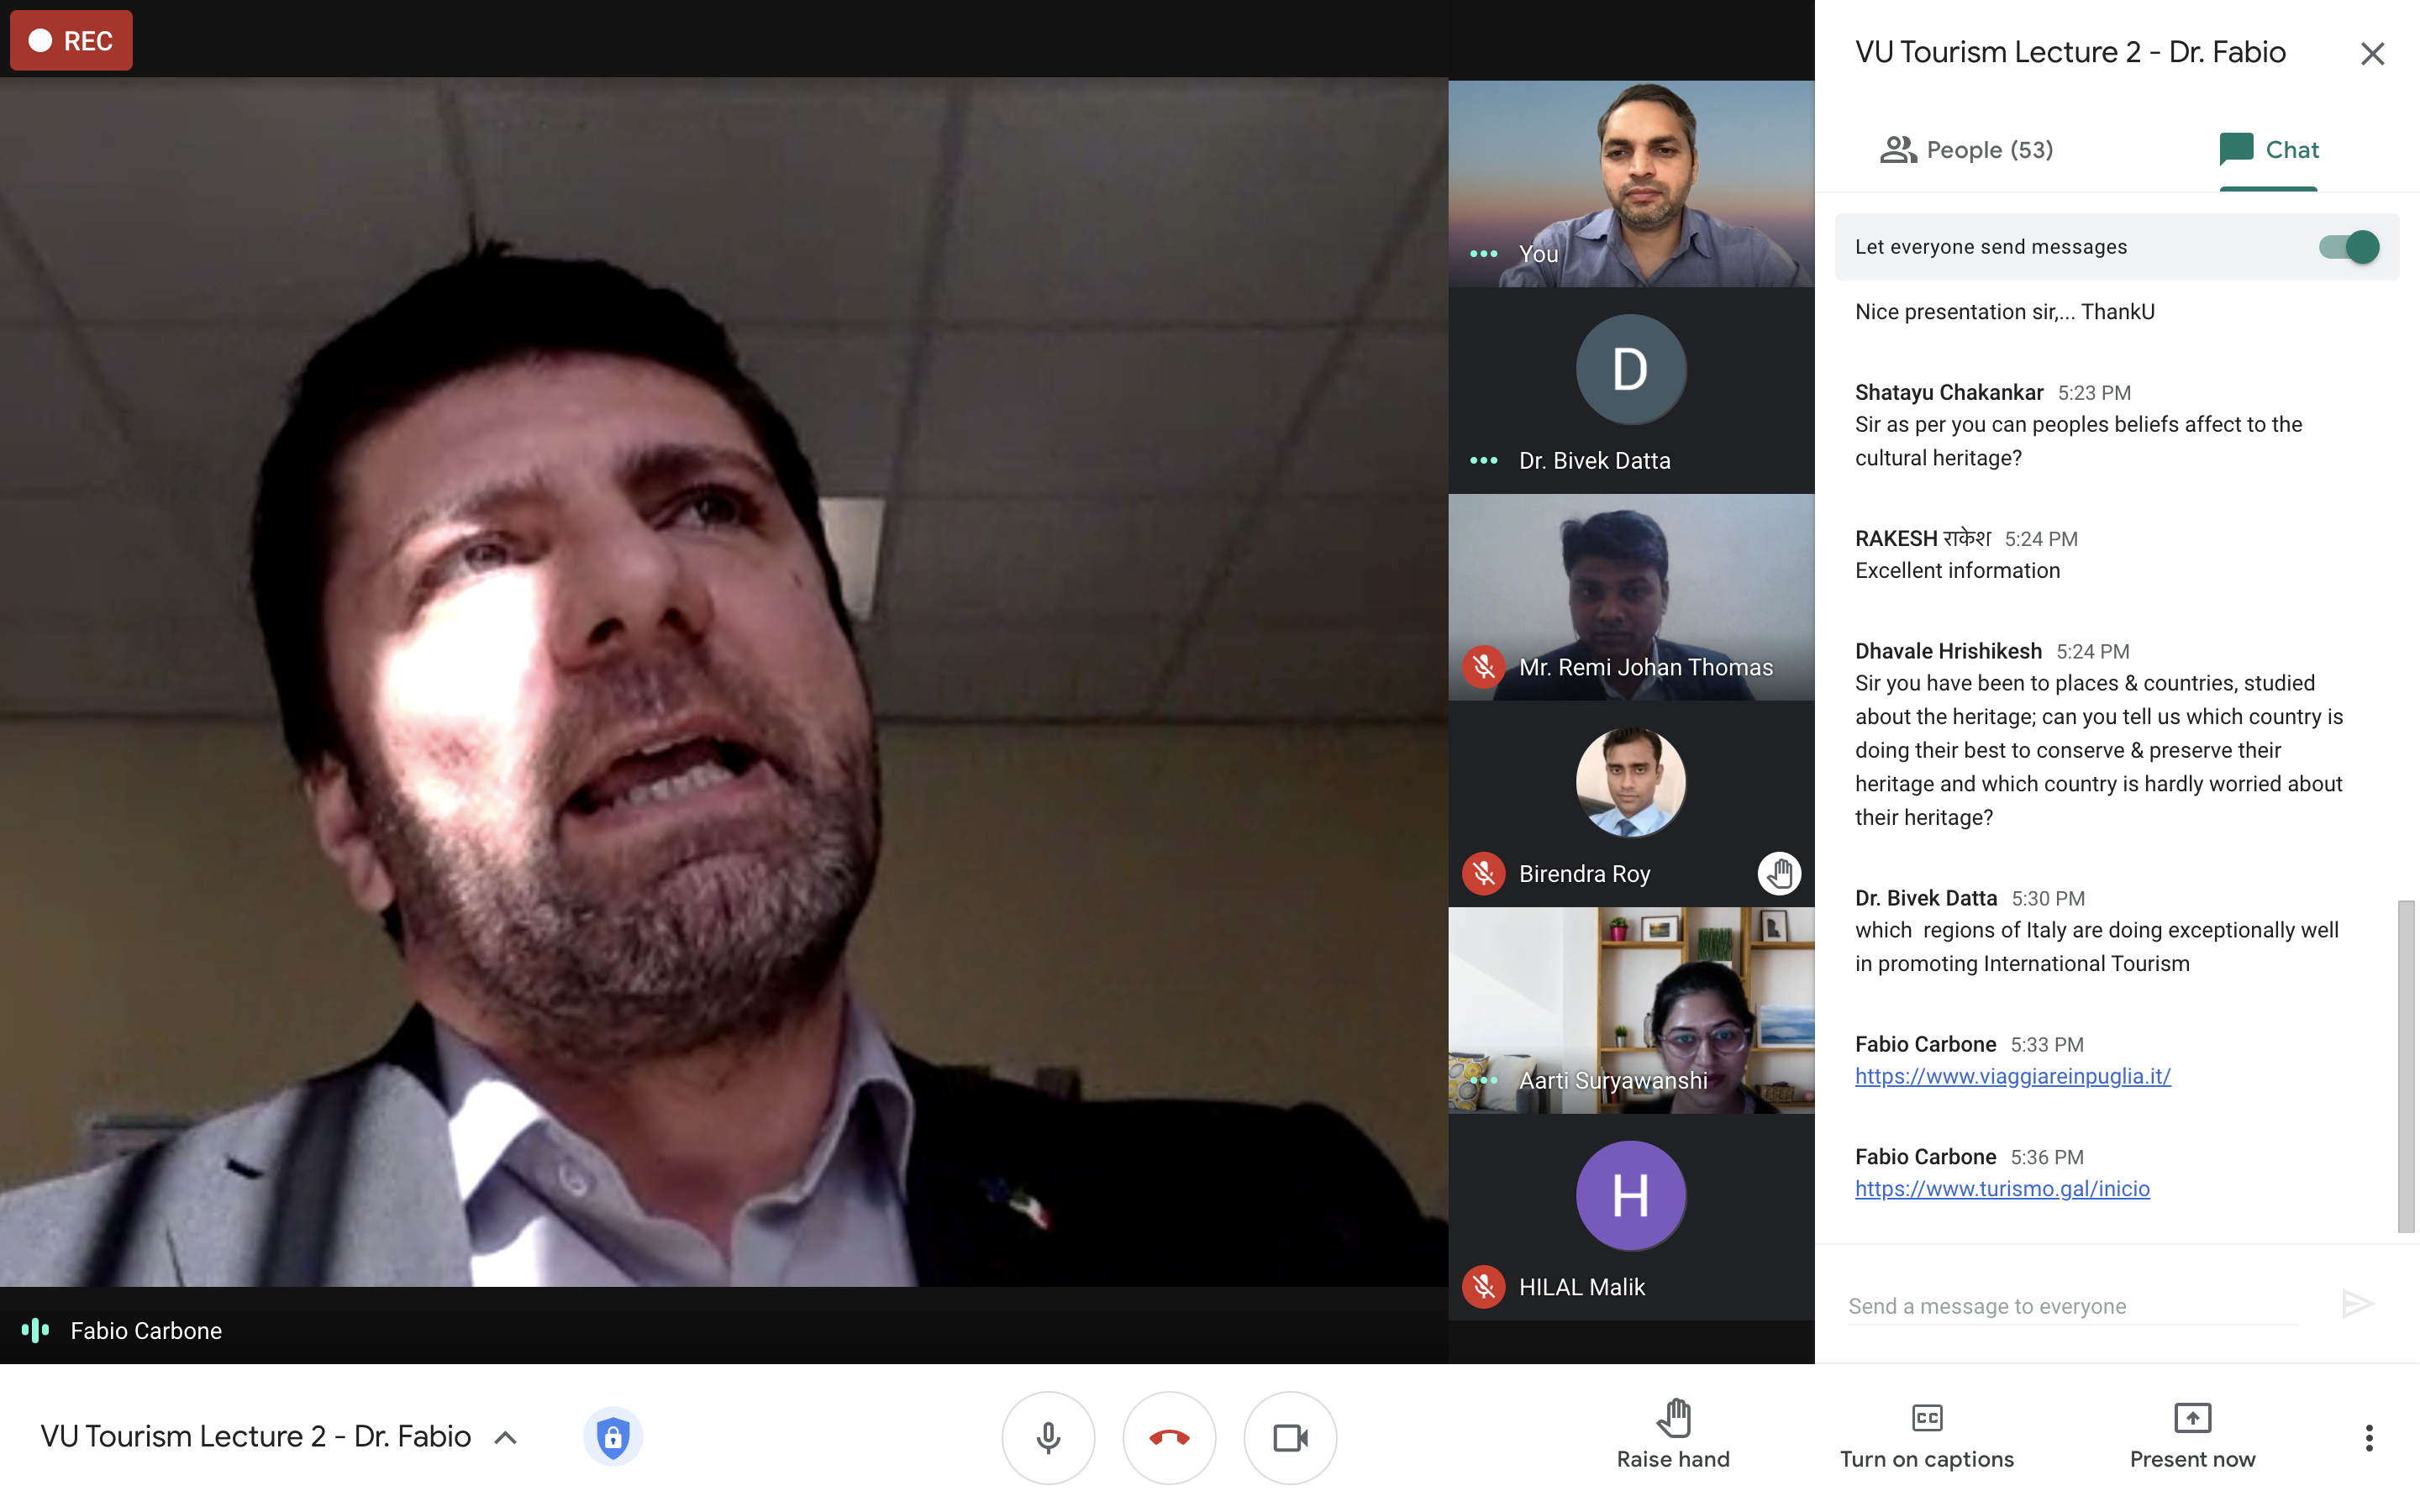 REC
Fabio Carbone
You
D
Dr. Bivek Datta
Mr. Remi Johan Thomas
Birendra Roy
Aarti Suryawanshi
H
HILAL Malik
VU Tourism Lecture 2 - Dr. Fabio
People (53)
Chat
Let everyone send messages
Nice presentation sir,... ThankU
Shatayu Chakankar 5:23 PM
Sir as per you can peoples beliefs affect to the
cultural heritage?
RAKESH राकेश 5:24 PM
Excellent information
Dhavale Hrishikesh 5:24 PM
Sir you have been to places & countries, studied
about the heritage; can you tell us which country is
doing their best to conserve & preserve their
heritage and which country is hardly worried about
their heritage?
Dr. Bivek Datta 5:30 PM
which  regions of Italy are doing exceptionally well
in promoting International Tourism
Fabio Carbone 5:33 PM
https://www.viaggiareinpuglia.it/
Fabio Carbone 5:36 PM
https://www.turismo.gal/inicio
Send a message to everyone
VU Tourism Lecture 2 - Dr. Fabio
Raise hand
CC
Turn on captions
Present now